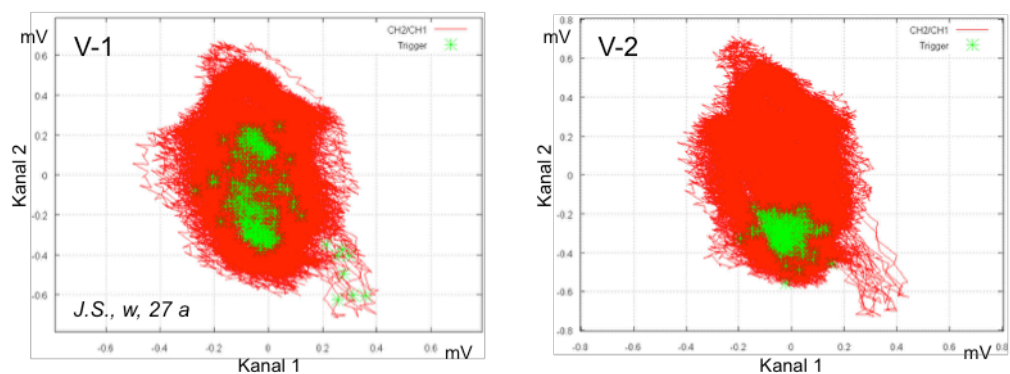 mV
V-1
CH2/CH1
Trigger
0.6
0.4
0.2
0
-0.2
-0.4
-0.6
Kanal 2
J.S., w, 27 a
-0.6 -0.4 -0.2 0 0.2 0.4 0.6
mV
Kanal 1
mV
V-2
CH2/CH1
Trigger
0.8
0.6
0.4
0.2
0
-0.2
-0.4
-0.6
-0.8
Kanal 2
-0.8 -0.6 -0.4 -0.2 0 0.2 0.4 0.6 0.8
mV
Kanal 1